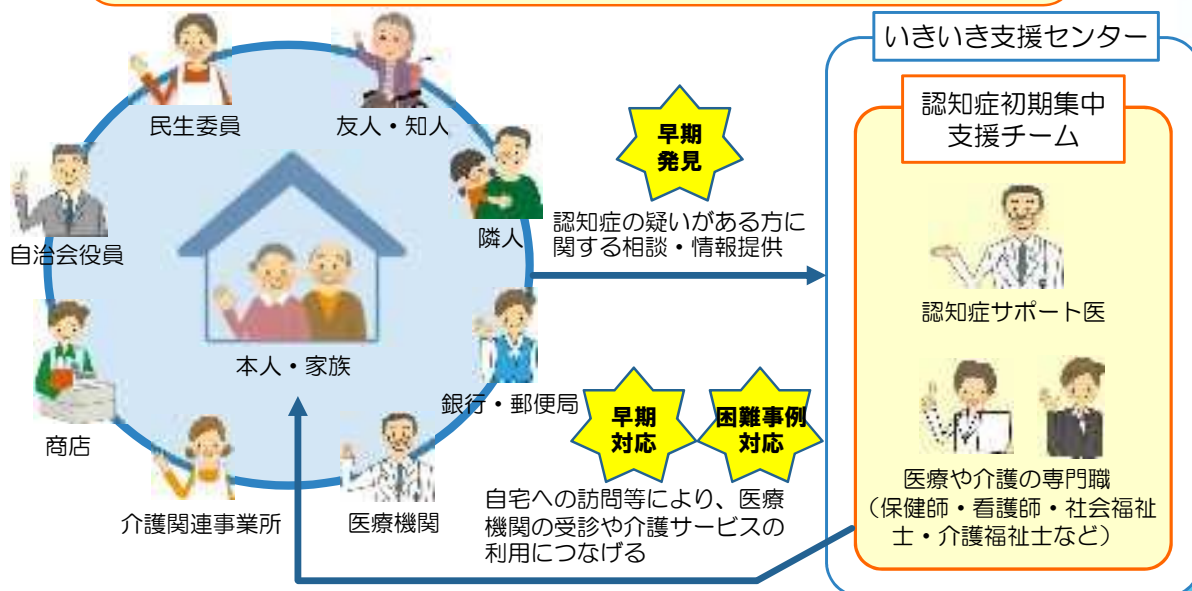 民生委員
友人・知人
自治会役員
隣人
本人・家族
商店
銀行・郵便局
介護関連事業所
医療機関
早期
発見
認知症の疑いがある方に
関する相談・情報提供
早期
対応
困難事例
対応
自宅への訪問等により、医療
機関の受診や介護サービスの
利用につなげる
いきいき支援センター
認知症初期集中
支援チーム
認知症サポート医
医療や介護の専門職
（保健師・看護師・社会福祉
士・介護福祉士など）